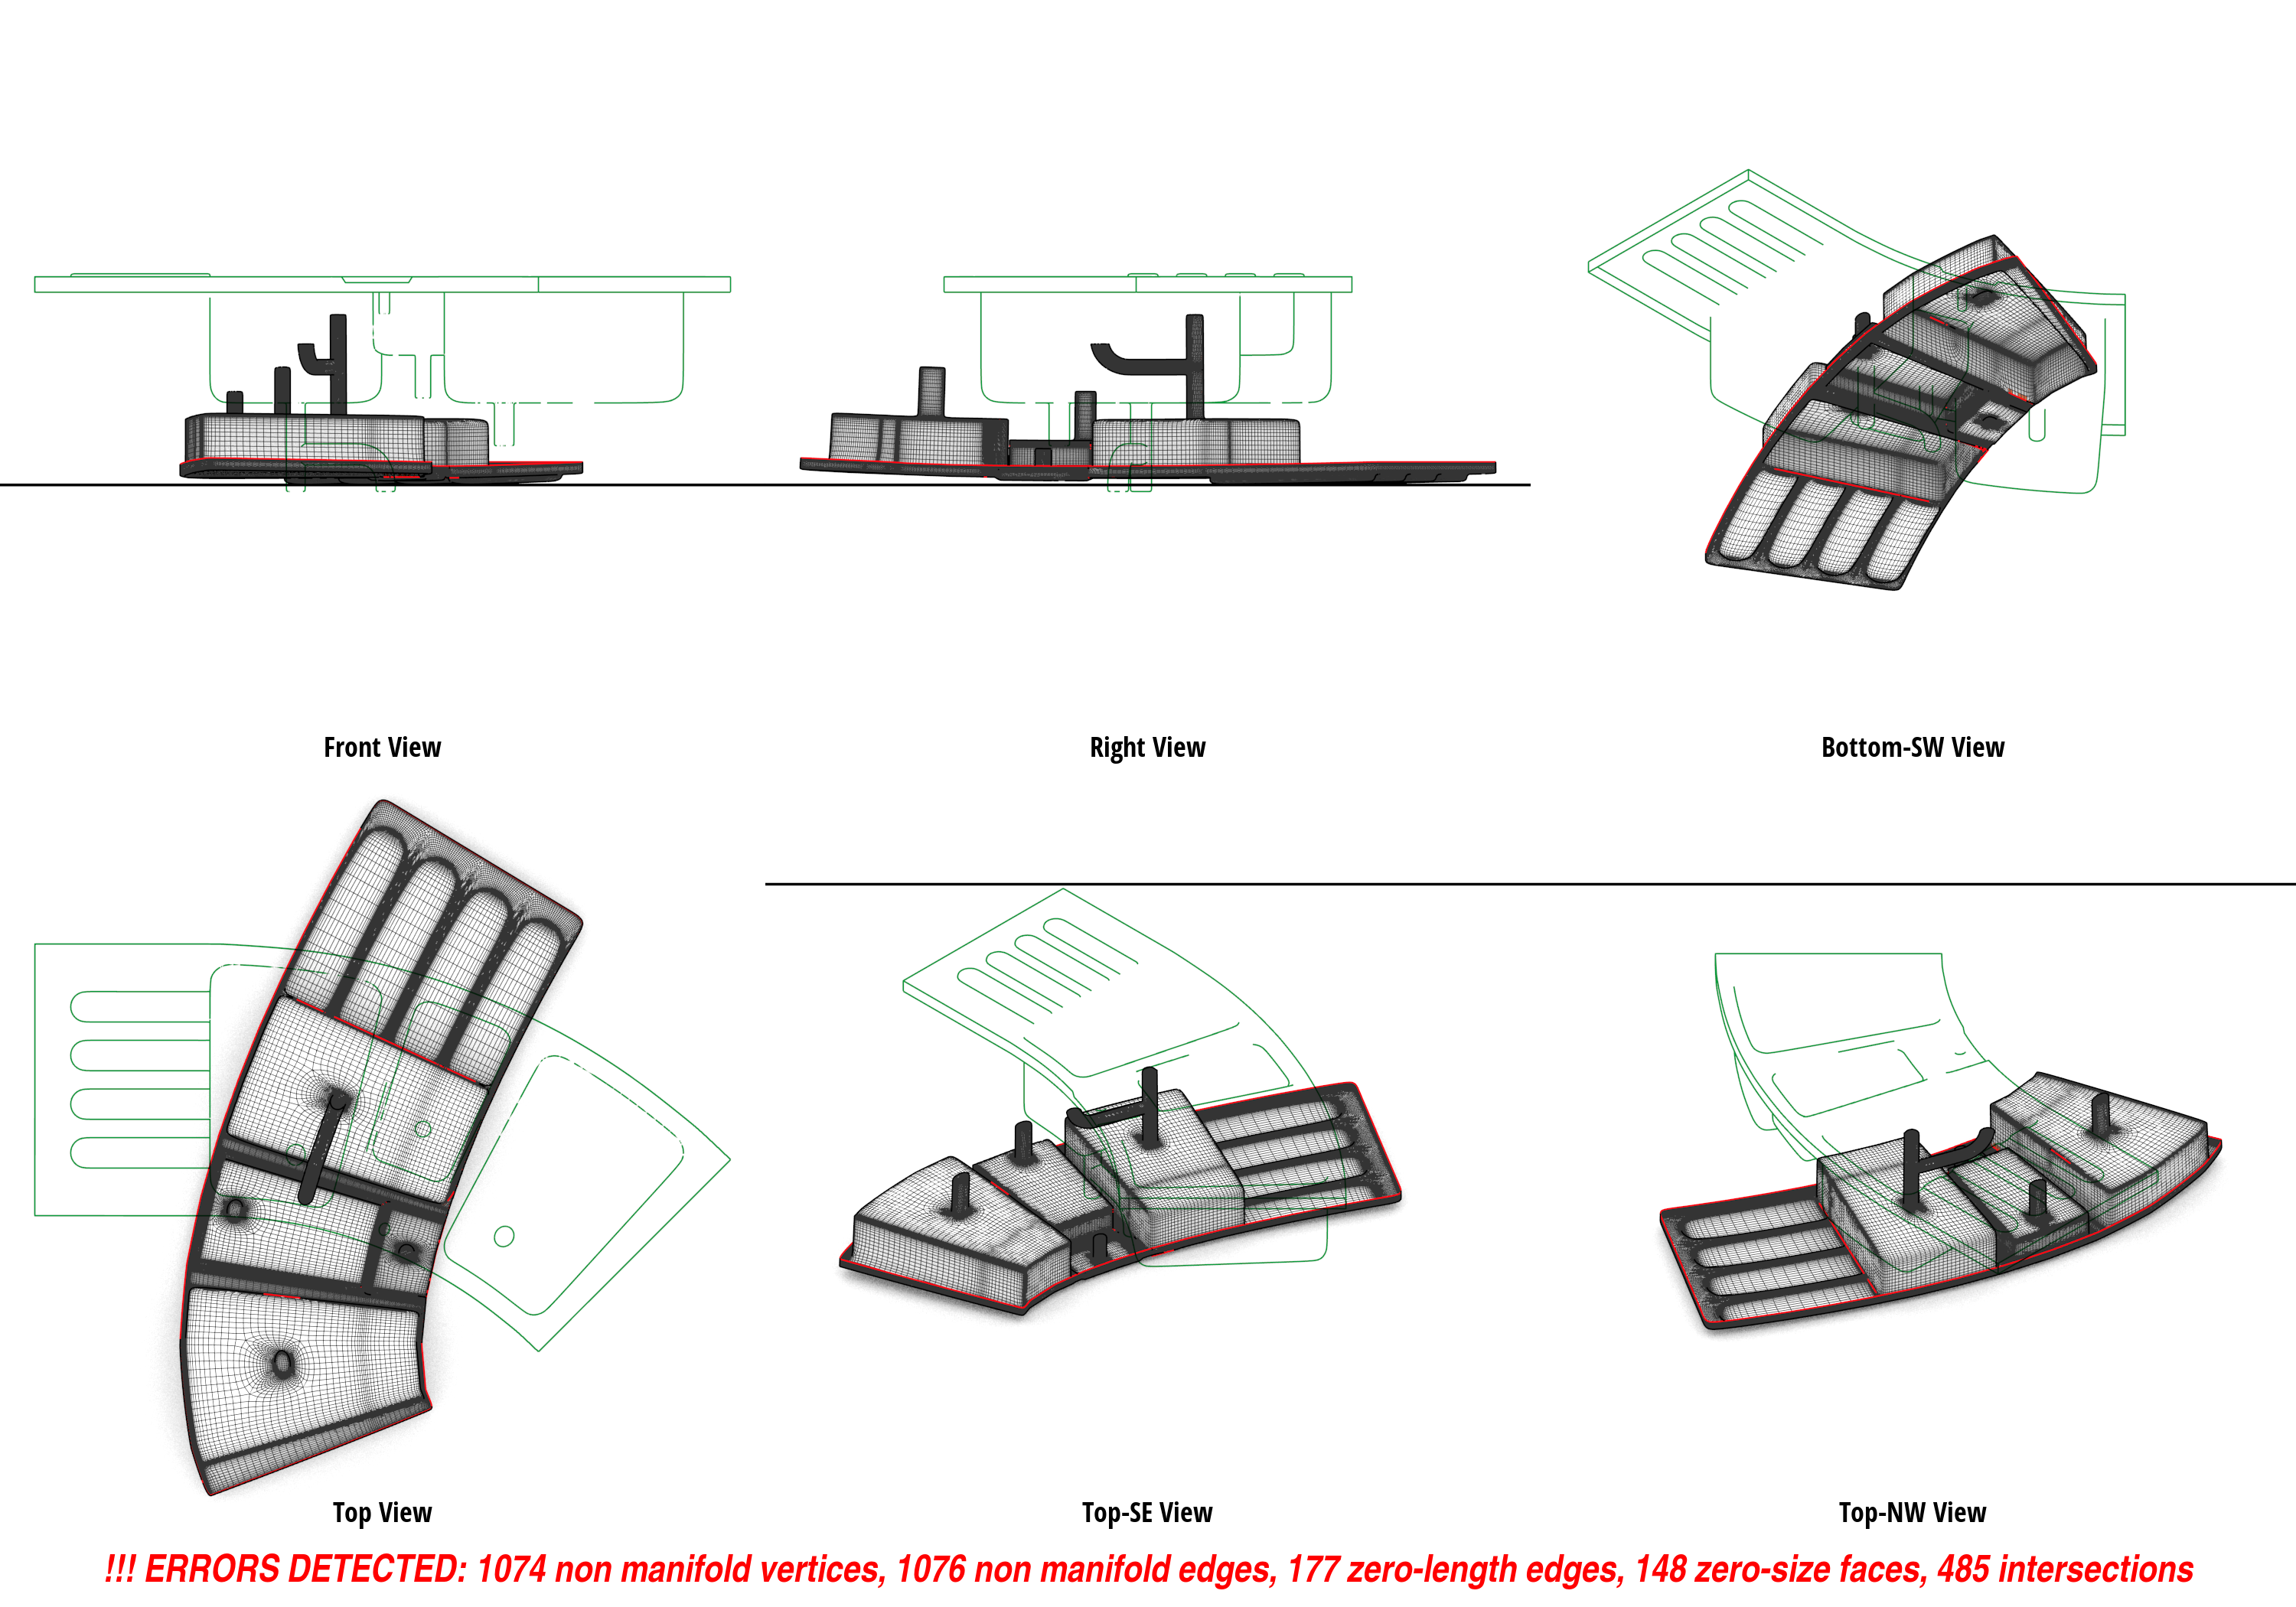 Front View
Right View
Bottom-SW View
Top View
Top-SE View
Top-NW View
!!! ERRORS DETECTED: 1074 non manifold vertices, 1076 non manifold edges, 177 zero-length edges, 148 zero-size faces, 485 intersections